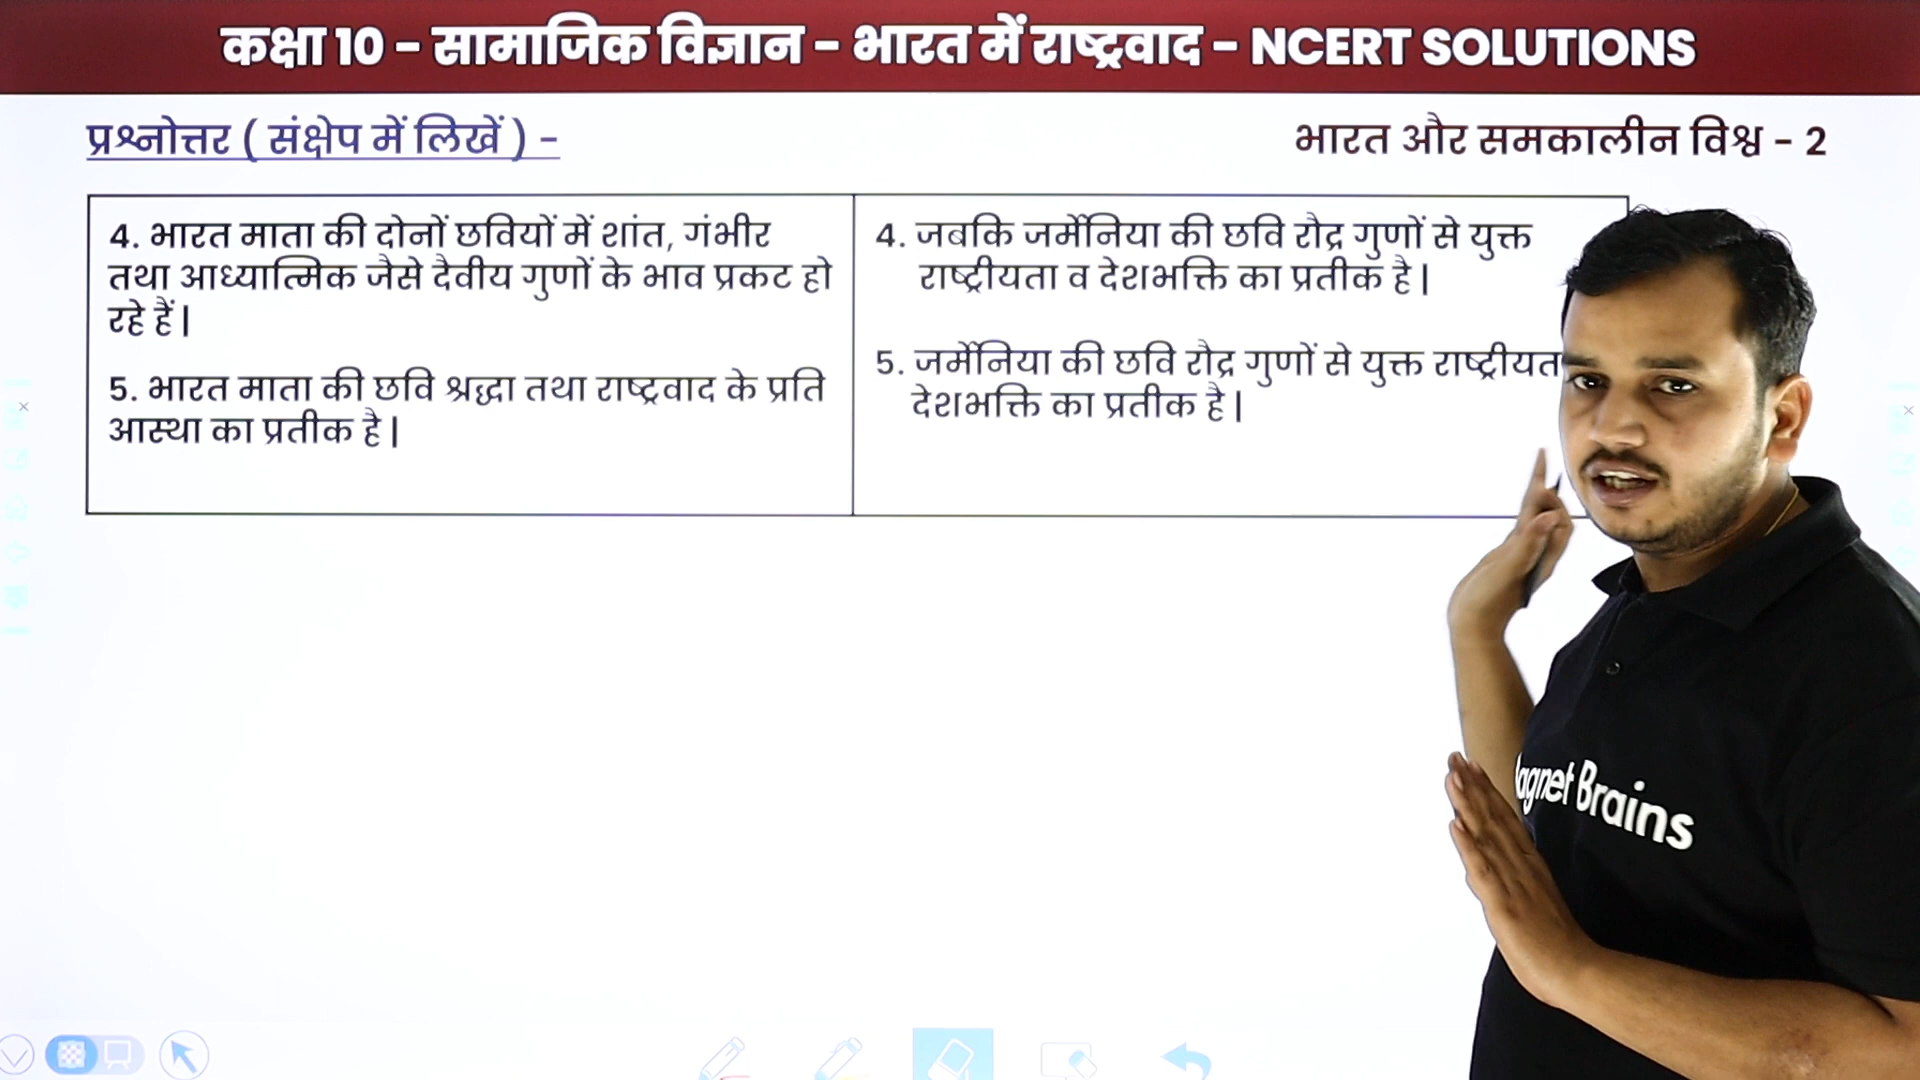 कक्षा 10 - सामाजिक विज्ञान - भारत में राष्ट्रवाद - NCERT SOLUTIONS
प्रश्नोत्तर ( संक्षेप में लिखें ) -
भारत और समकालीन विश्व - 2
4. भारत माता की दोनों छवियों में शांत, गंभीर
तथा आध्यात्मिक जैसे दैवीय गुणों के भाव प्रकट हो
रहे हैं |
5. भारत माता की छवि श्रद्धा तथा राष्ट्रवाद के प्रति
आस्था का प्रतीक है |
4. जबकि जर्मेनिया की छवि रौद्र गुणों से युक्त
राष्ट्रीयता व देशभक्ति का प्रतीक है |
5. जर्मेनिया की छवि रौद्र गुणों से युक्त राष्ट्रीयता
देशभक्ति का प्रतीक है |
agnet Brains